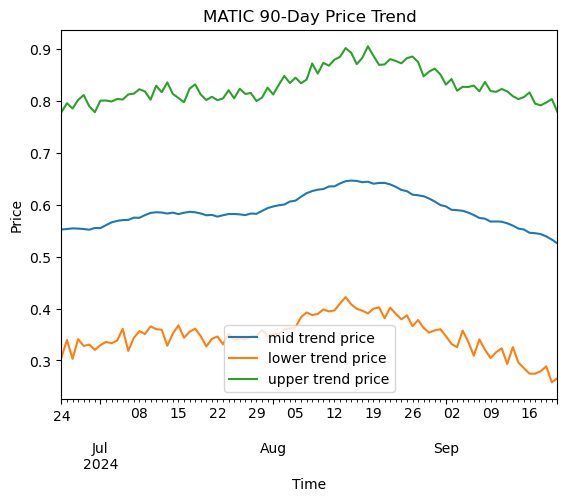 MATIC 90-Day Price Trend
Price
0.9
0.8
0.7
0.6
0.5
0.4
0.3
mid trend price
lower trend price
upper trend price
24 08 15 22 29 05 12 19 26 02 09 16
Jul Aug Sep
2024
Time